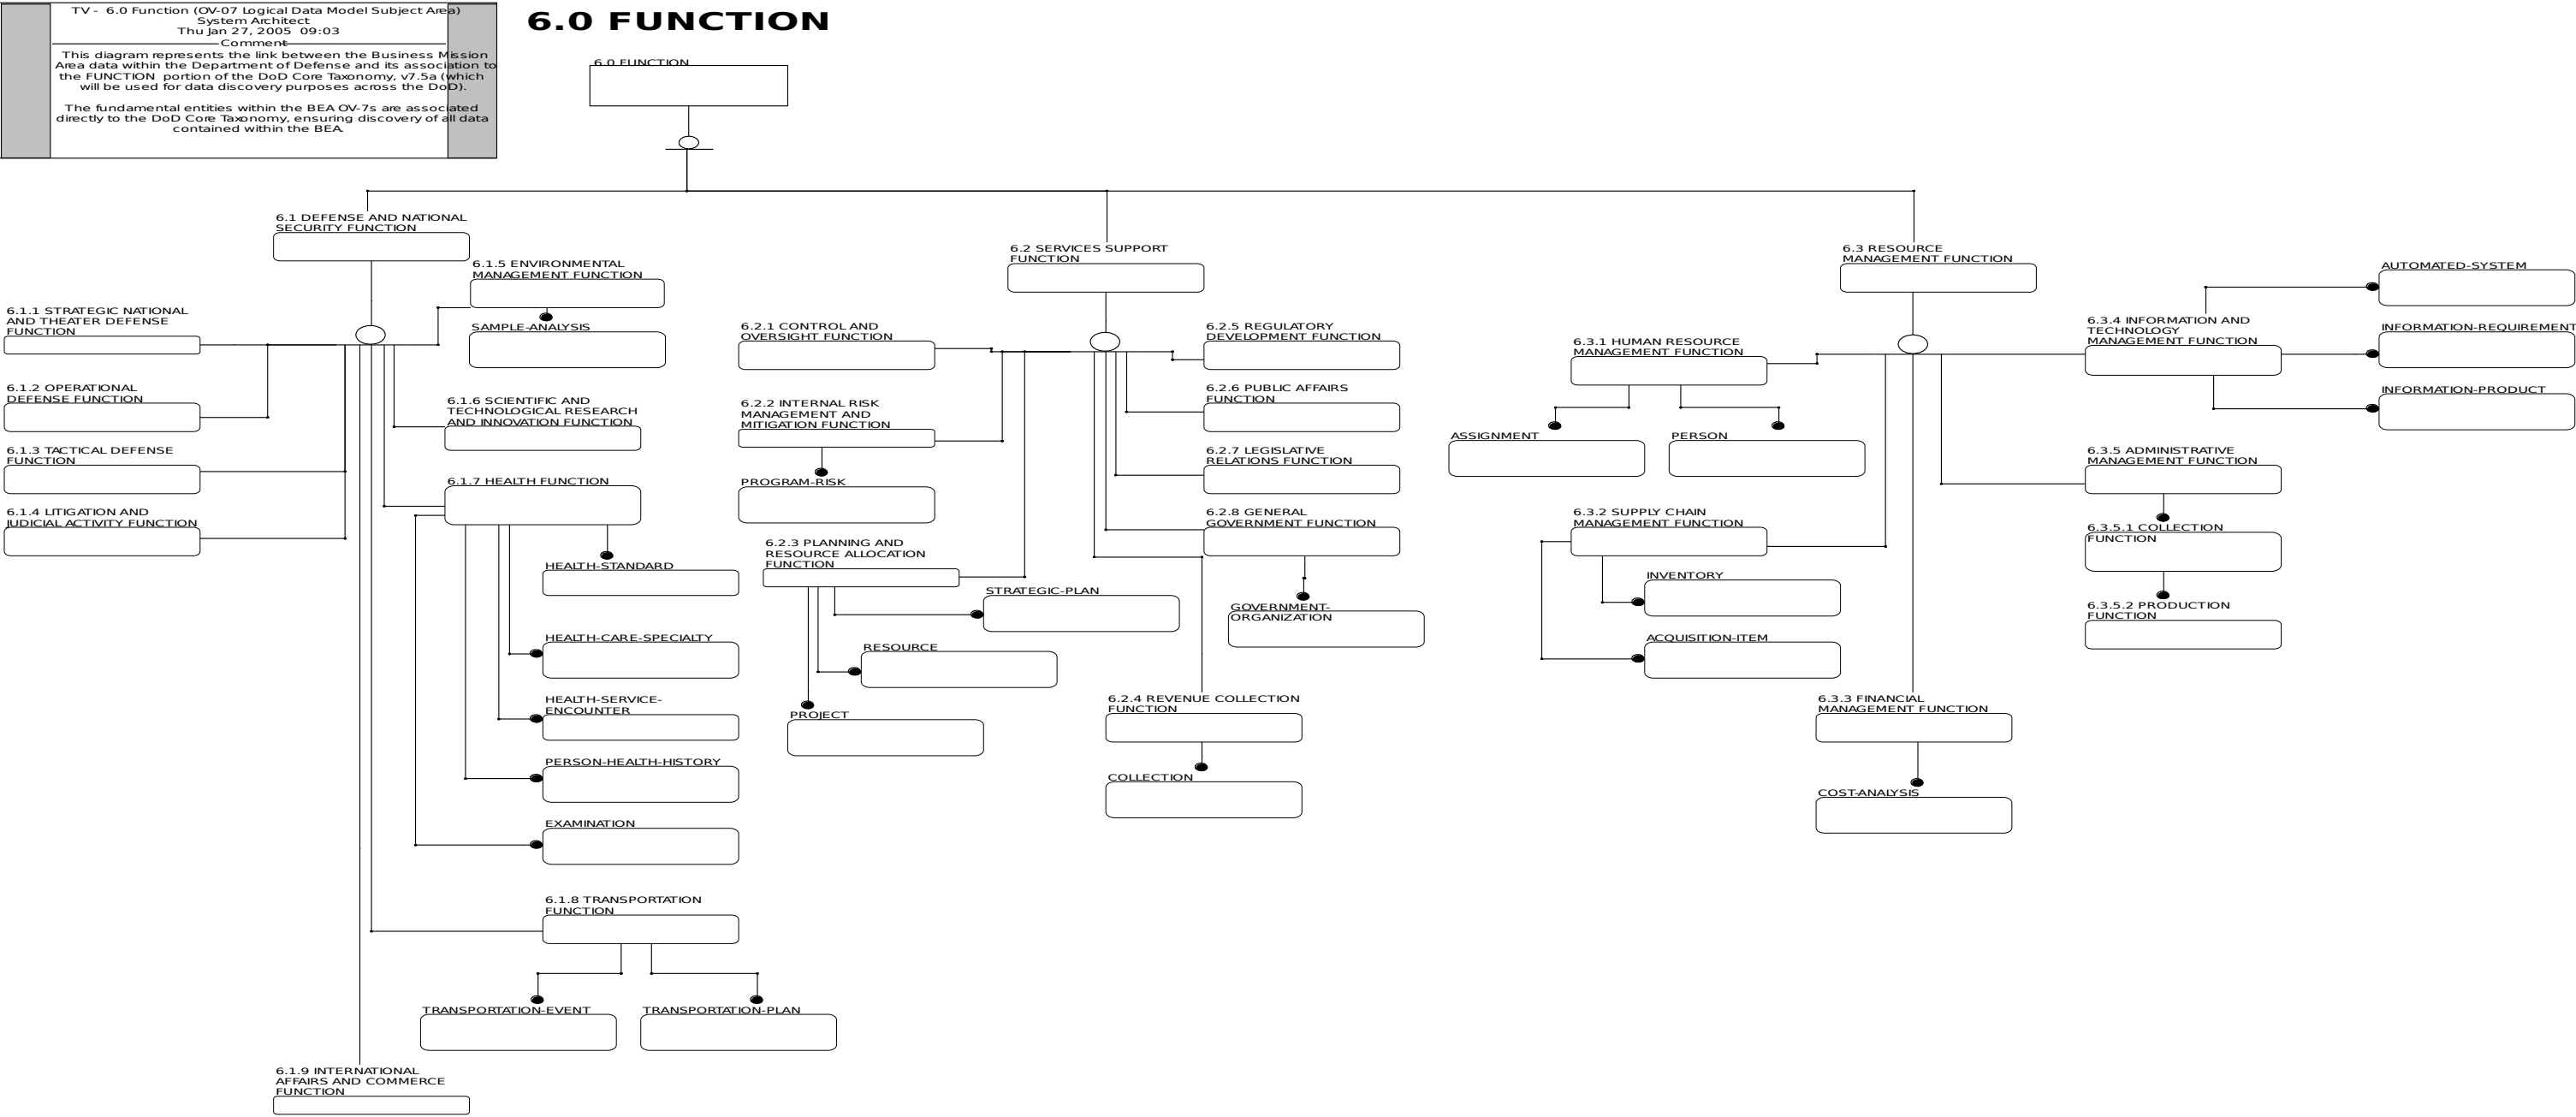 TV - 6.0 Function (OV-07 Logical Data Model Subject Area)
System Architect
Thu Jan 27, 2005 09:03
Comment
This diagram represents the link between the Business Mission
Area data within the Department of Defense and its association to
the FUNCTION portion of the DoD Core Taxonomy, v7.5a (which
will be used for data discovery purposes across the DoD).
The fundamental entities within the BEA OV-7s are associated
directly to the DoD Core Taxonomy, ensuring discovery of all data
contained within the BEA.
6.0 FUNCTION
6.0 FUNCTION
6.1 DEFENSE AND NATIONAL
SECURITY FUNCTION
6.1.1 STRATEGIC NATIONAL
AND THEATER DEFENSE
FUNCTION
6.1.2 OPERATIONAL
DEFENSE FUNCTION
6.1.3 TACTICAL DEFENSE
FUNCTION
6.1.4 LITIGATION AND
JUDICIAL ACTIVITY FUNCTION
6.1.5 ENVIRONMENTAL
MANAGEMENT FUNCTION
SAMPLE-ANALYSIS
6.1.6 SCIENTIFIC AND
TECHNOLOGICAL RESEARCH
AND INNOVATION FUNCTION
6.1.7 HEALTH FUNCTION
HEALTH-STANDARD
HEALTH-CARE-SPECIALTY
HEALTH-SERVICE-
ENCOUNTER
PERSON-HEALTH-HISTORY
EXAMINATION
6.1.8 TRANSPORTATION
FUNCTION
TRANSPORTATION-EVENT
TRANSPORTATION-PLAN
6.1.9 INTERNATIONAL
AFFAIRS AND COMMERCE
FUNCTION
6.2 SERVICES SUPPORT
FUNCTION
6.2.1 CONTROL AND
OVERSIGHT FUNCTION
6.2.2 INTERNAL RISK
MANAGEMENT AND
MITIGATION FUNCTION
PROGRAM-RISK
6.2.3 PLANNING AND
RESOURCE ALLOCATION
FUNCTION
STRATEGIC-PLAN
RESOURCE
PROJECT
6.2.5 REGULATORY
DEVELOPMENT FUNCTION
6.2.6 PUBLIC AFFAIRS
FUNCTION
6.2.7 LEGISLATIVE
RELATIONS FUNCTION
6.2.8 GENERAL
GOVERNMENT FUNCTION
GOVERNMENT-
ORGANIZATION
6.2.4 REVENUE COLLECTION
FUNCTION
COLLECTION
6.3 RESOURCE
MANAGEMENT FUNCTION
6.3.1 HUMAN RESOURCE
MANAGEMENT FUNCTION
ASSIGNMENT
PERSON
6.3.2 SUPPLY CHAIN
MANAGEMENT FUNCTION
INVENTORY
ACQUISITION-ITEM
6.3.3 FINANCIAL
MANAGEMENT FUNCTION
COST-ANALYSIS
6.3.4 INFORMATION AND
TECHNOLOGY
MANAGEMENT FUNCTION
AUTOMATED-SYSTEM
INFORMATION-REQUIREMENT
INFORMATION-PRODUCT
6.3.5 ADMINISTRATIVE
MANAGEMENT FUNCTION
6.3.5.1 COLLECTION
FUNCTION
6.3.5.2 PRODUCTION
FUNCTION